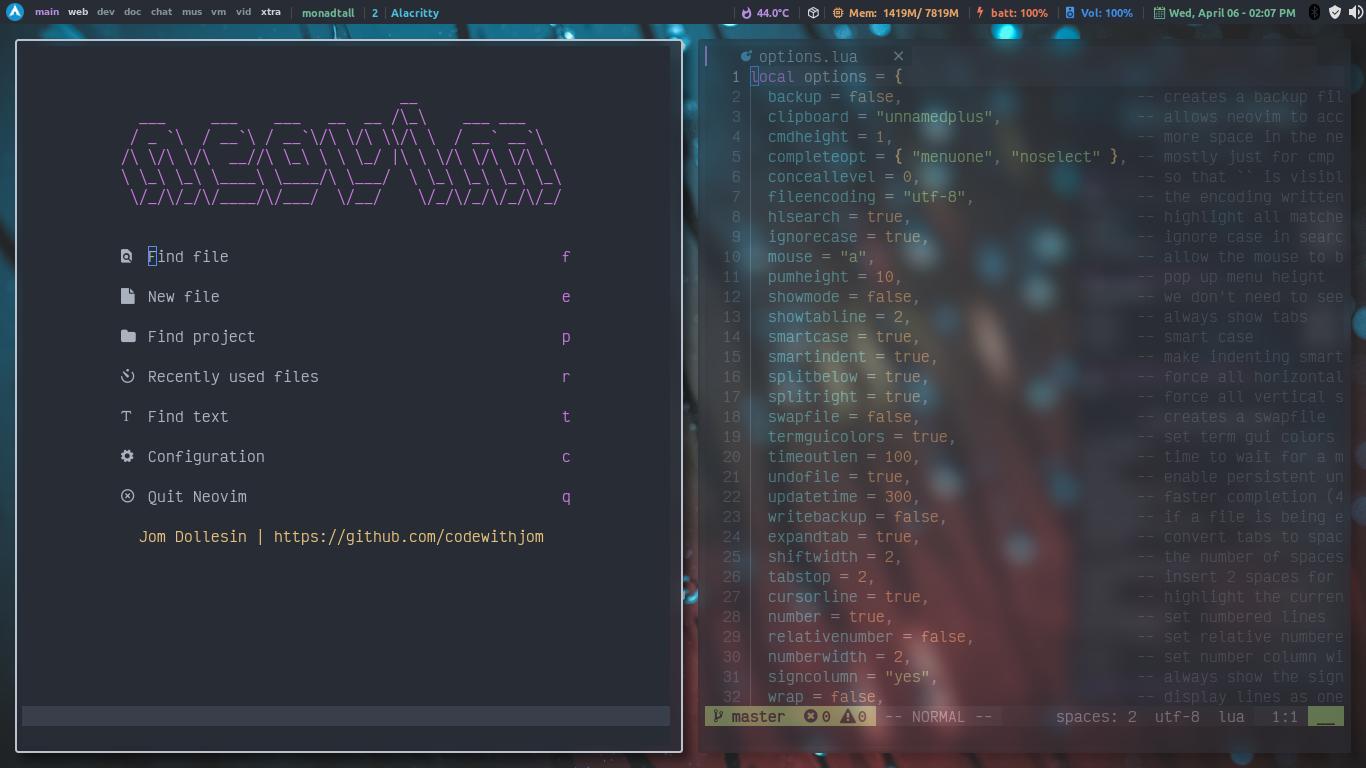 main web dev doc chat mus vm vid xtra | monadtall | 2 | Alacritty | 44.0°C | | Mem: 1419M/ 7819M | batt: 100% | Vol: 100% | Wed, April 06 - 02:07 PM
neovim
Find file f
New file e
Find project p
Recently used files r
Find text t
Configuration c
Quit Neovim q
Jom Dollesin | https://github.com/codewithjom
options.lua ×
1 local options = {
2 backup = false, -- creates a backup fil
3 clipboard = "unnamedplus", -- allows neovim to acc
4 cmdheight = 1, -- more space in the ne
5 completeopt = { "menuone", "noselect" }, -- mostly just for cmp
6 conceallevel = 0, -- so that `` is visibl
7 fileencoding = "utf-8", -- the encoding written
8 hlsearch = true, -- highlight all matche
9 ignorecase = true, -- ignore case in searc
10 mouse = "a", -- allow the mouse to b
11 pumheight = 10, -- pop up menu height
12 showmode = false, -- we don't need to see
13 showtabline = 2, -- always show tabs
14 smartcase = true, -- smart case
15 smartindent = true, -- make indenting smart
16 splitbelow = true, -- force all horizontal
17 splitright = true, -- force all vertical s
18 swapfile = false, -- creates a swapfile
19 termguicolors = true, -- set term gui colors
20 timeoutlen = 100, -- time to wait for a m
21 undofile = true, -- enable persistent un
22 updatetime = 300, -- faster completion (4
23 writebackup = false, -- if a file is being e
24 expandtab = true, -- convert tabs to spac
25 shiftwidth = 2, -- the number of spaces
26 tabstop = 2, -- insert 2 spaces for
27 cursorline = true, -- highlight the curren
28 number = true, -- set numbered lines
29 relativenumber = false, -- set relative numbere
30 numberwidth = 2, -- set number column wi
31 signcolumn = "yes", -- always show the sign
32 wrap = false, -- display lines as one
master 0 0 -- NORMAL -- spaces: 2 utf-8 lua 1:1 __